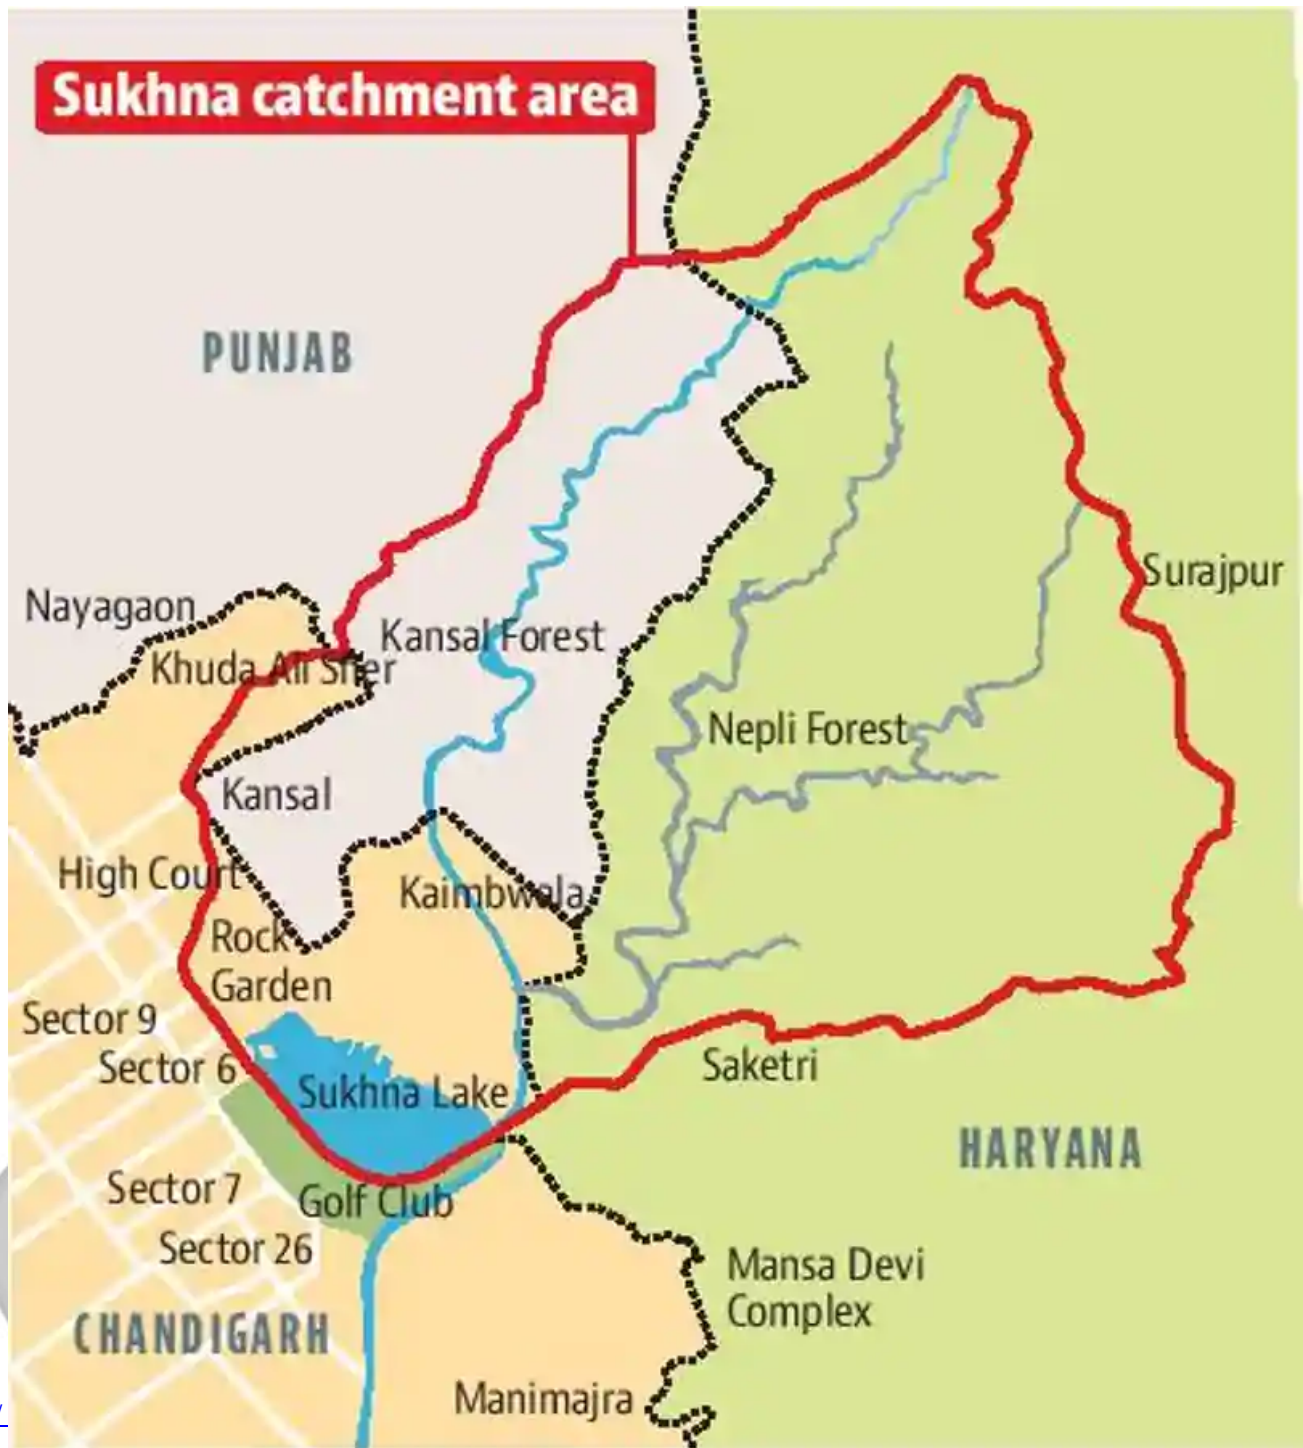 Sukhna catchment area
PUNJAB
Surajpur
Nayagaon
Kansal Forest
Khuda Ali Sher
Nepli Forest
Kansal
High Court
Kaimbwala
Rock
Garden
Sector 9
Sector 6
Saketri
Sukhna Lake
HARYANA
Sector 7
Golf Club
Sector 26
Mansa Devi
Complex
CHANDIGARH
Manimajra